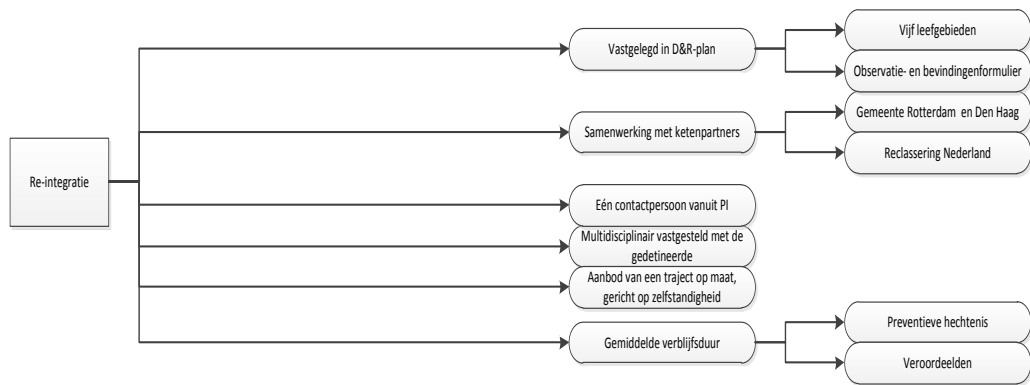 Re-integratie
Vastgelegd in D&R-plan
Vijf leefgebieden
Observatie- en bevindingenformulier
Samenwerking met ketenpartners
Gemeente Rotterdam en Den Haag
Reclassering Nederland
Eén contactpersoon vanuit PI
Multidisciplinair vastgesteld met de
gedetineerde
Aanbod van een traject op maat,
gericht op zelfstandigheid
Gemiddelde verblijfsduur
Preventieve hechtenis
Veroordeelden